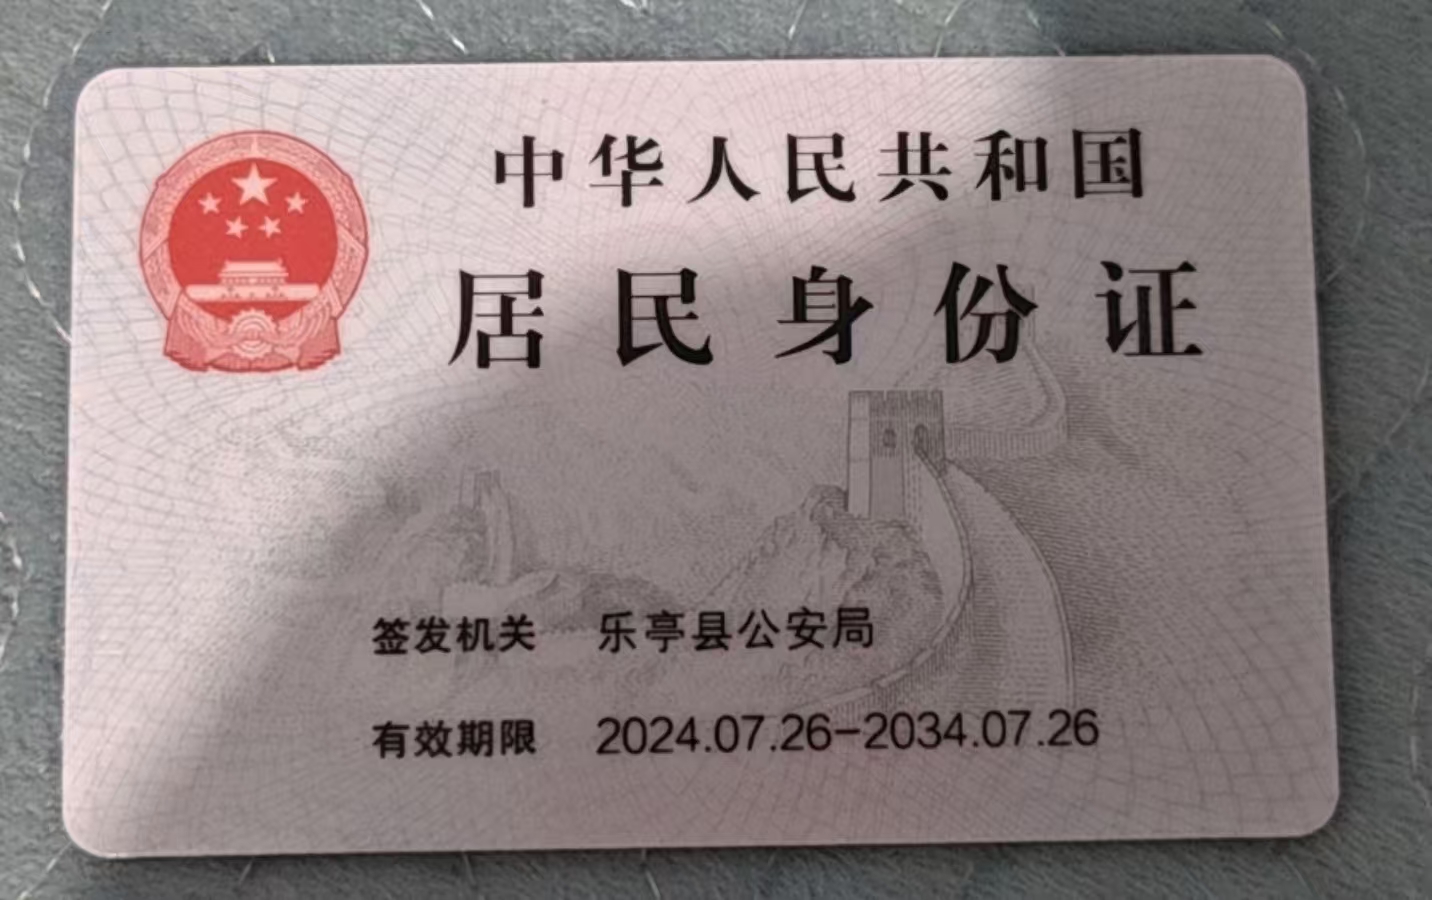 中华人民共和国
居民身份证
签发机关 乐亭县公安局
有效期限 2024.07.26-2034.07.26